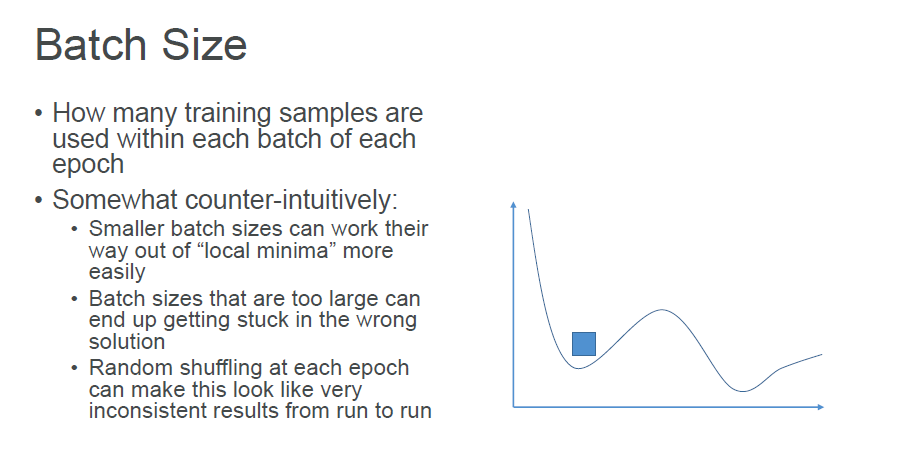 Batch Size
• How many training samples are
used within each batch of each
epoch
• Somewhat counter-intuitively:
• Smaller batch sizes can work their
way out of “local minima” more
easily
• Batch sizes that are too large can
end up getting stuck in the wrong
solution
• Random shuffling at each epoch
can make this look like very
inconsistent results from run to run